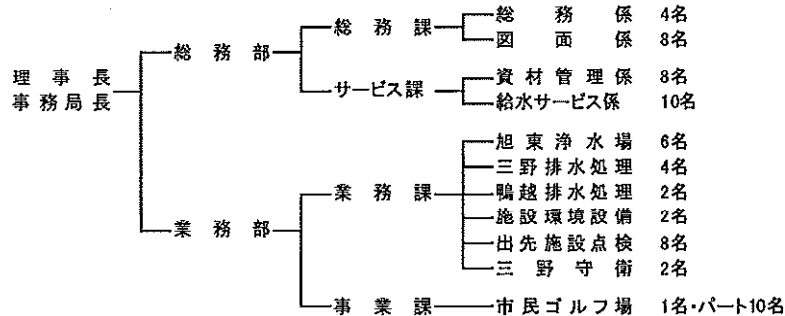 総務係 4名
総務課
図面係 8名
総務部
理事長
資材管理係 8名
サービス課
事務局長
給水サービス係 10名
旭東浄水場 6名
三野排水処理 4名
業務課
鴨越排水処理 2名
施設環境設備 2名
業務部
出先施設点検 8名
三野守衛 2名
事業課
市民ゴルフ場 1名・パート10名